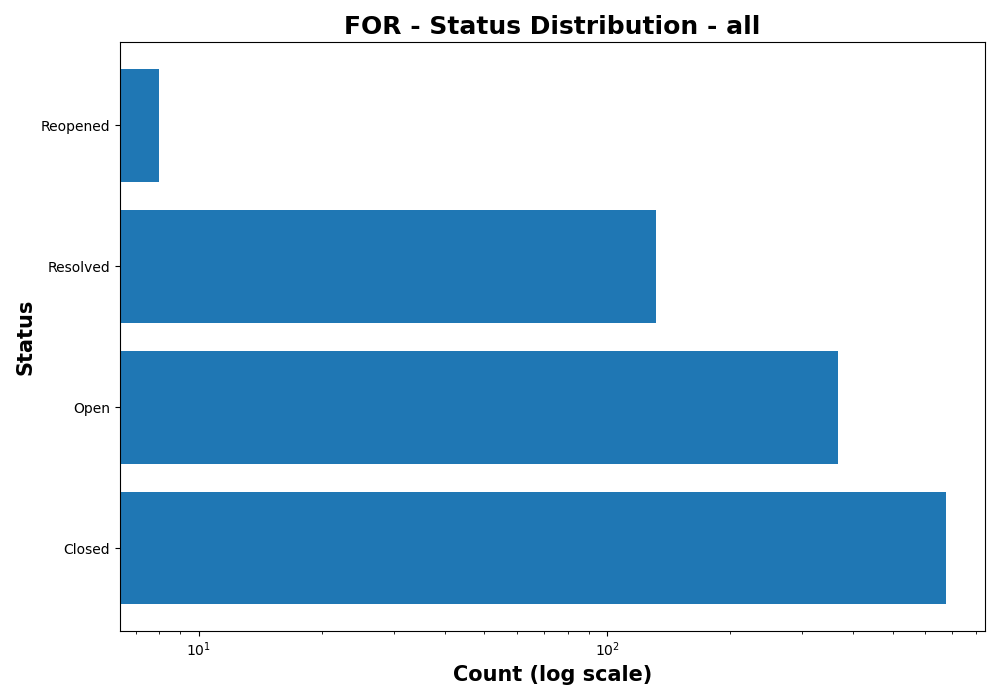 FOR - Status Distribution - all
Reopened
Resolved
Open
Closed
Status
10¹
10²
Count (log scale)